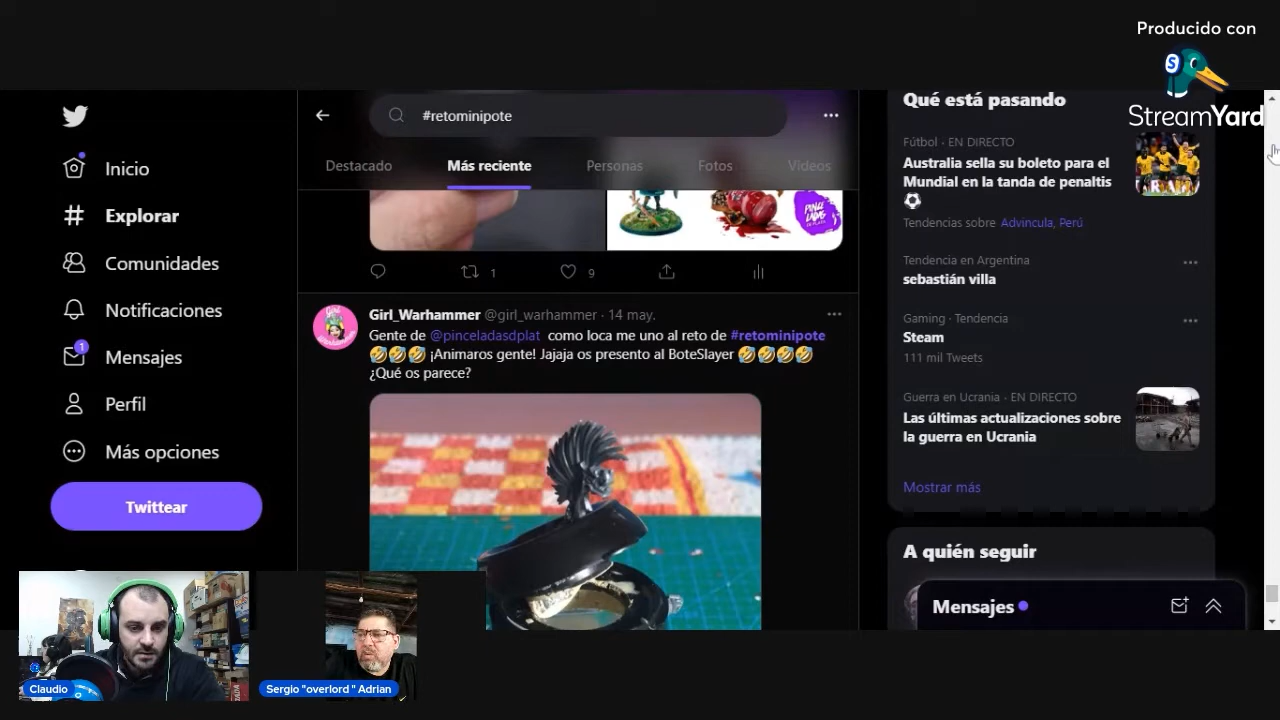 Producido con
StreamYard
Inicio
Explorar
Comunidades
Notificaciones
1
Mensajes
Perfil
Más opciones
Twittear
#retominipote
Destacado
Más reciente
Personas
Fotos
Videos
PINCE
LADAS
1
9
Girl_Warhammer @girl_warhammer · 14 may.
Gente de @pinceladasdplat como loca me uno al reto de #retominipote
🤣🤣🤣 ¡Animaros gente! Jajaja os presento al BoteSlayer 🤣🤣🤣🤣
¿Qué os parece?
Qué está pasando
Fútbol · EN DIRECTO
Australia sella su boleto para el
Mundial en la tanda de penaltis
⚽
Tendencias sobre Advincula, Perú
Tendencia en Argentina
sebastián villa
Gaming · Tendencia
Steam
111 mil Tweets
Guerra en Ucrania · EN DIRECTO
Las últimas actualizaciones sobre
la guerra en Ucrania
Mostrar más
A quién seguir
Mensajes
Claudio
Sergio "overlord " Adrian